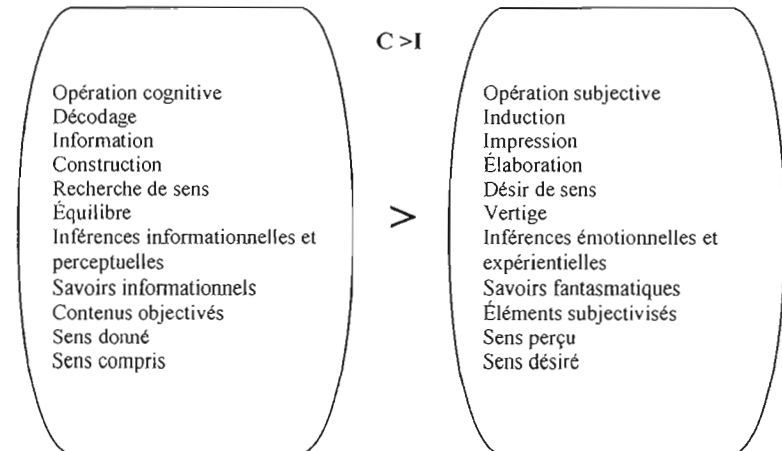 C >I
Opération cognitive
Décodage
Information
Construction
Recherche de sens
Équilibre
Inférences informationnelles et
perceptuelles
Savoirs informationnels
Contenus objectivés
Sens donné
Sens compris
>
Opération subjective
Induction
Impression
Élaboration
Désir de sens
Vertige
Inférences émotionnelles et
expérientielles
Savoirs fantasmatiques
Éléments subjectivisés
Sens perçu
Sens désiré